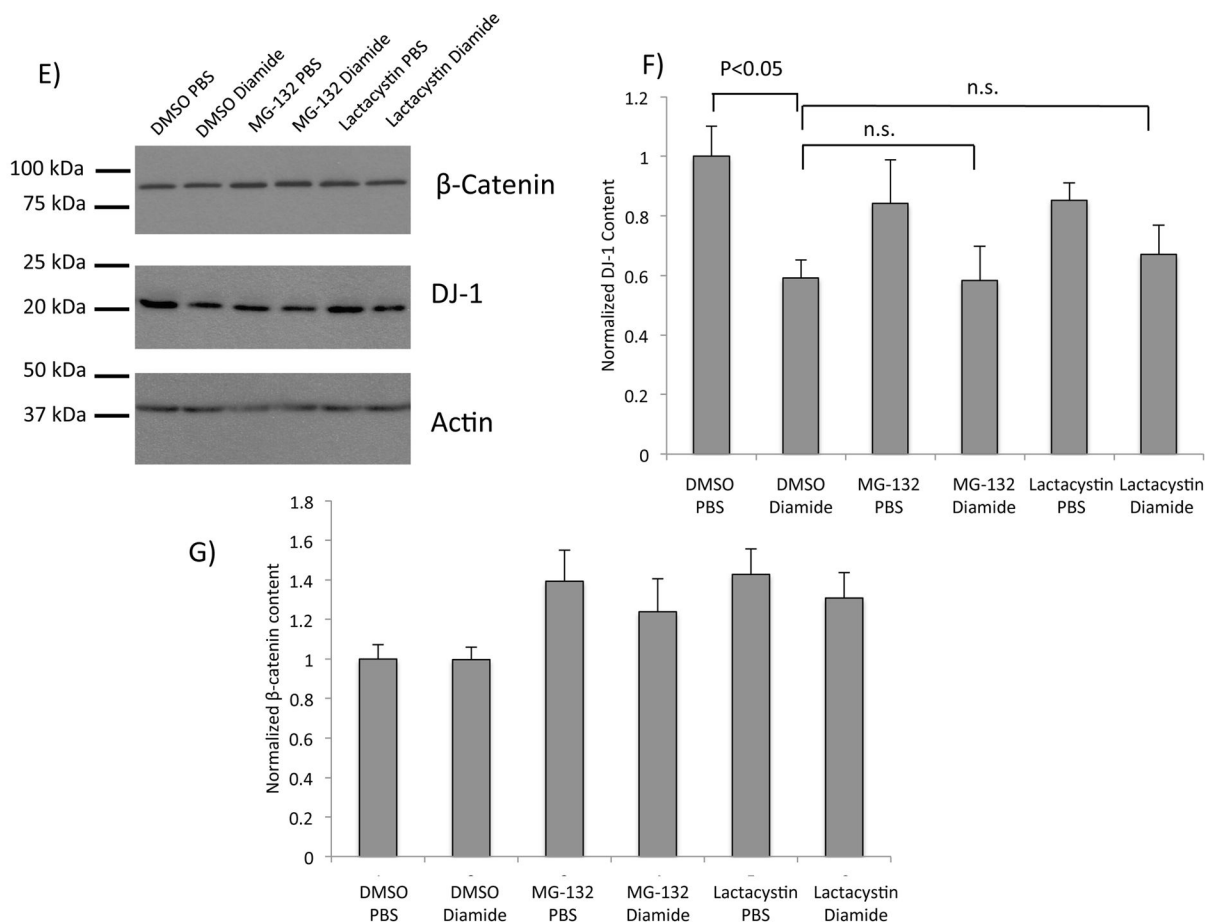 E)
DMSO PBS
DMSO Diamide
MG-132 PBS
MG-132 Diamide
Lactacystin PBS
Lactacystin Diamide
100 kDa
75 kDa
β-Catenin
25 kDa
20 kDa
DJ-1
50 kDa
37 kDa
Actin
F)
P<0.05
n.s.
n.s.
Normalized DJ-1 Content
1.2
1
0.8
0.6
0.4
0.2
0
DMSO PBS
DMSO Diamide
MG-132 PBS
MG-132 Diamide
Lactacystin PBS
Lactacystin Diamide
G)
Normalized β-catenin content
1.8
1.6
1.4
1.2
1
0.8
0.6
0.4
0.2
0
DMSO PBS
DMSO Diamide
MG-132 PBS
MG-132 Diamide
Lactacystin PBS
Lactacystin Diamide